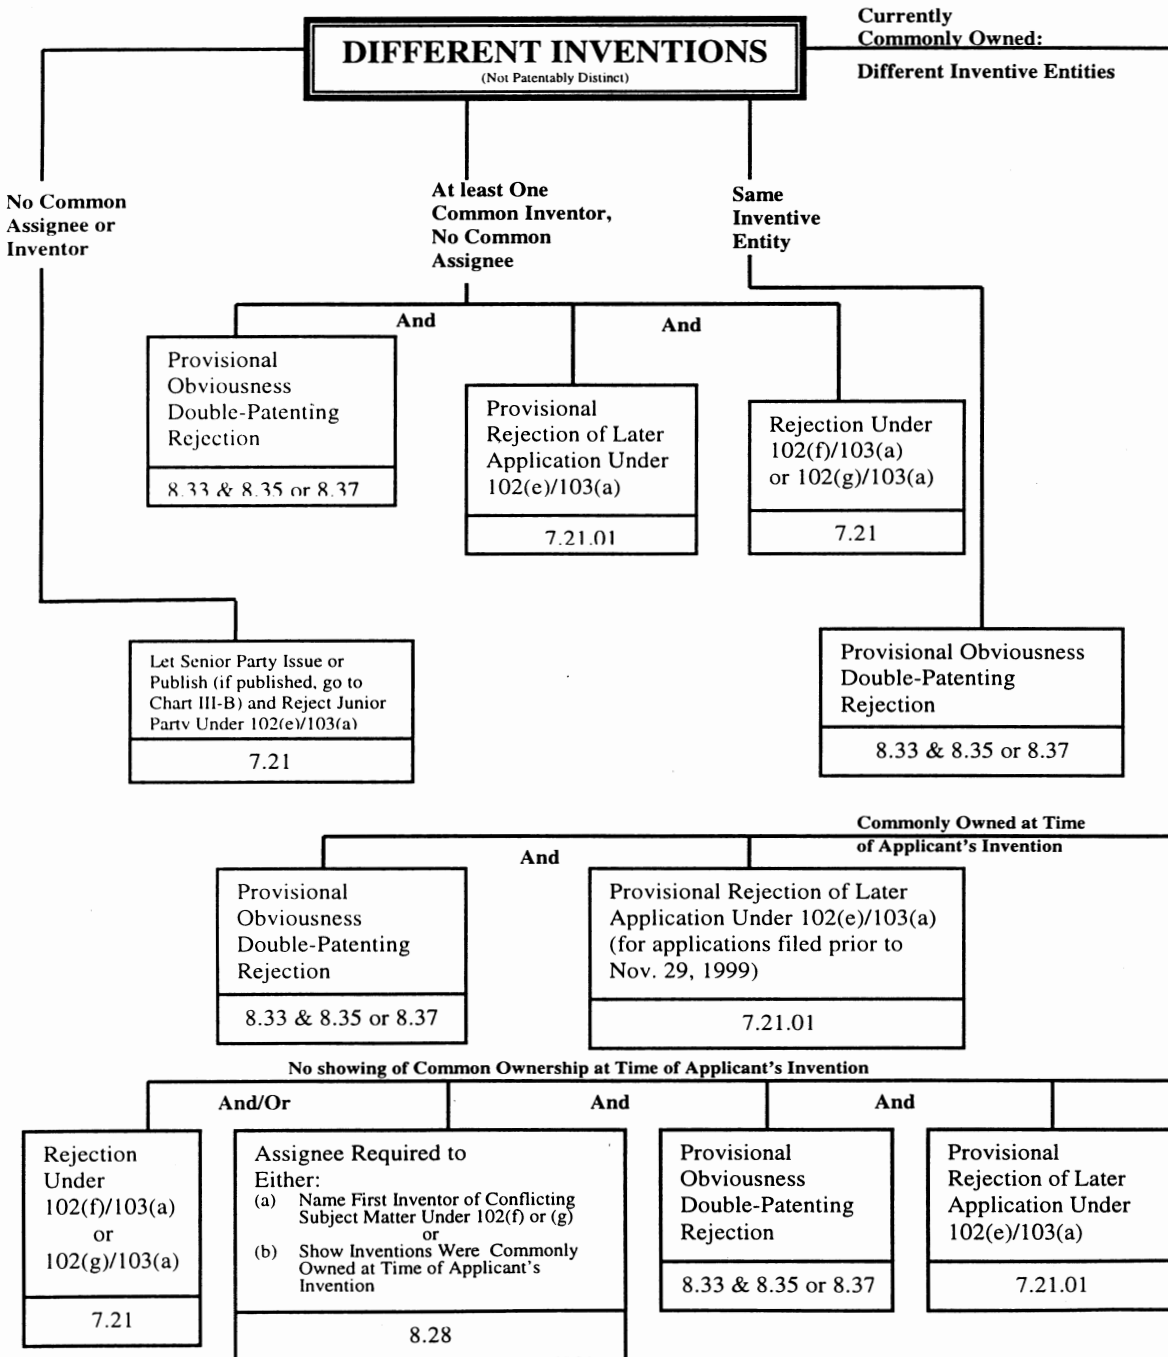 Currently
Commonly Owned:
DIFFERENT INVENTIONS
(Not Patentably Distinct)
Different Inventive Entities
No Common
Assignee or
Inventor
At least One
Common Inventor,
No Common
Assignee
Same
Inventive
Entity
And
And
Provisional
Obviousness
Double-Patenting
Rejection
8.33 & 8.35 or 8.37
Provisional
Rejection of Later
Application Under
102(e)/103(a)
7.21.01
Rejection Under
102(f)/103(a)
or 102(g)/103(a)
7.21
Let Senior Party Issue or
Publish (if published, go to
Chart III-B) and Reject Junior
Party Under 102(e)/103(a)
7.21
Provisional Obviousness
Double-Patenting
Rejection
8.33 & 8.35 or 8.37
Commonly Owned at Time
of Applicant's Invention
And
Provisional
Obviousness
Double-Patenting
Rejection
8.33 & 8.35 or 8.37
Provisional Rejection of Later
Application Under 102(e)/103(a)
(for applications filed prior to
Nov. 29, 1999)
7.21.01
No showing of Common Ownership at Time of Applicant's Invention
And/Or
And
And
Rejection
Under
102(f)/103(a)
or
102(g)/103(a)
7.21
Assignee Required to
Either:
(a) Name First Inventor of Conflicting
Subject Matter Under 102(f) or (g)
or
(b) Show Inventions Were Commonly
Owned at Time of Applicant's
Invention
8.28
Provisional
Obviousness
Double-Patenting
Rejection
8.33 & 8.35 or 8.37
Provisional
Rejection of Later
Application Under
102(e)/103(a)
7.21.01